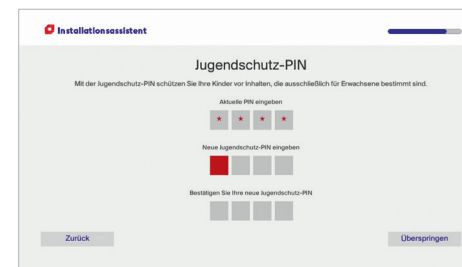 Installationsassistent
Jugendschutz-PIN
Mit der Jugendschutz-PIN schützen Sie Ihre Kinder vor Inhalten, die ausschließlich für Erwachsene bestimmt sind.
Aktuelle PIN eingeben
* * * *
Neue Jugendschutz-PIN eingeben
Bestätigen Sie Ihre neue Jugendschutz-PIN
Zurück
Überspringen